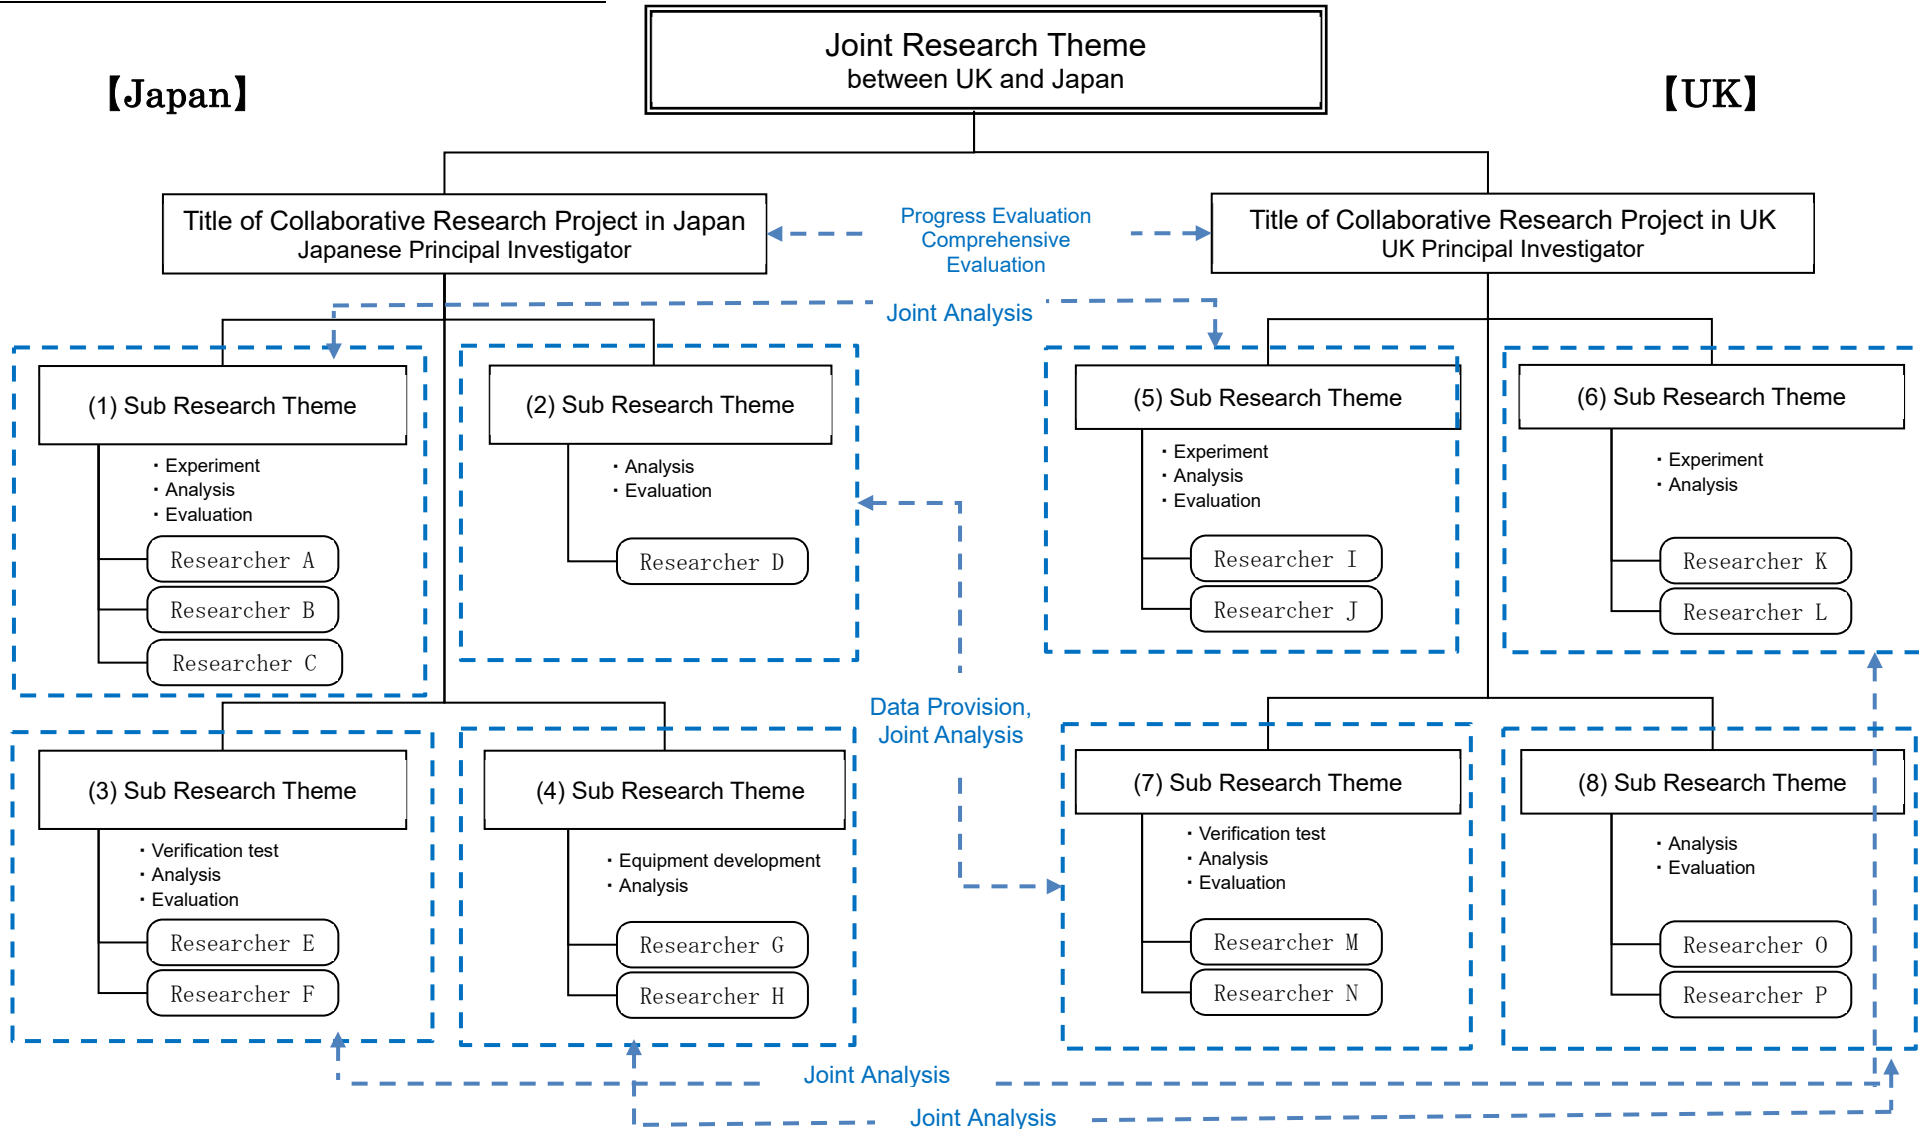 Joint Research Theme
between UK and Japan
【Japan】
【UK】
Title of Collaborative Research Project in Japan
Japanese Principal Investigator
Progress Evaluation
Comprehensive
Evaluation
Title of Collaborative Research Project in UK
UK Principal Investigator
Joint Analysis
(1) Sub Research Theme
・Experiment
・Analysis
・Evaluation
Researcher A
Researcher B
Researcher C
(2) Sub Research Theme
・Analysis
・Evaluation
Researcher D
(5) Sub Research Theme
・Experiment
・Analysis
・Evaluation
Researcher I
Researcher J
(6) Sub Research Theme
・Experiment
・Analysis
Researcher K
Researcher L
Data Provision,
Joint Analysis
(3) Sub Research Theme
・Verification test
・Analysis
・Evaluation
Researcher E
Researcher F
(4) Sub Research Theme
・Equipment development
・Analysis
Researcher G
Researcher H
(7) Sub Research Theme
・Verification test
・Analysis
・Evaluation
Researcher M
Researcher N
(8) Sub Research Theme
・Analysis
・Evaluation
Researcher O
Researcher P
Joint Analysis
Joint Analysis